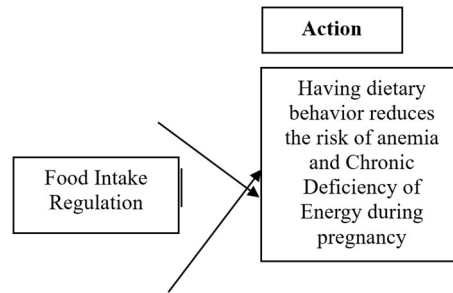 Action
Having dietary
behavior reduces
the risk of anemia
and Chronic
Deficiency of
Energy during
pregnancy
Food Intake
Regulation